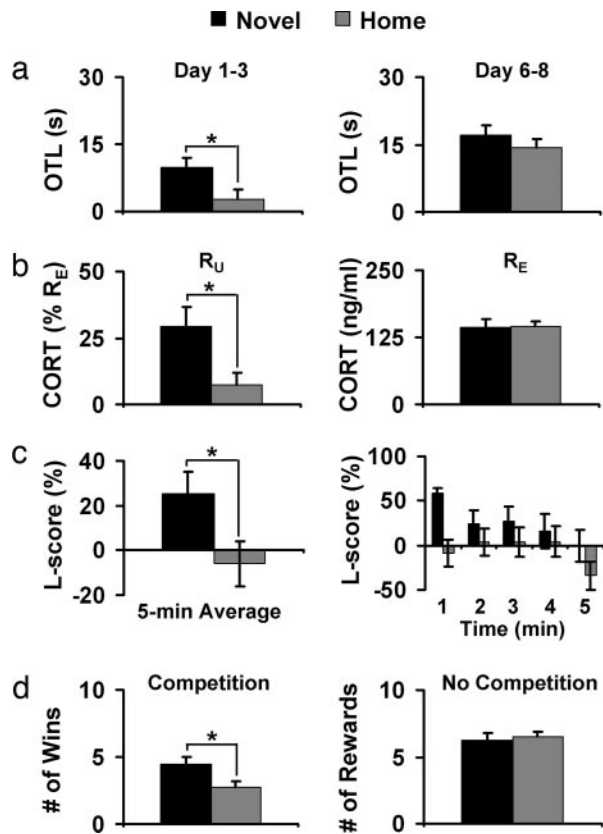 Novel Home
a
Day 1-3
Day 6-8
OTL (s)
30
15
0
*
OTL (s)
30
15
0
b
R_U
R_E
CORT (% R_E)
50
25
0
*
CORT (ng/ml)
250
125
0
c
L-score (%)
40
20
0
-20
*
5-min Average
L-score (%)
100
50
0
-50
1 2 3 4 5
Time (min)
d
Competition
No Competition
# of Wins
10
5
0
*
# of Rewards
10
5
0